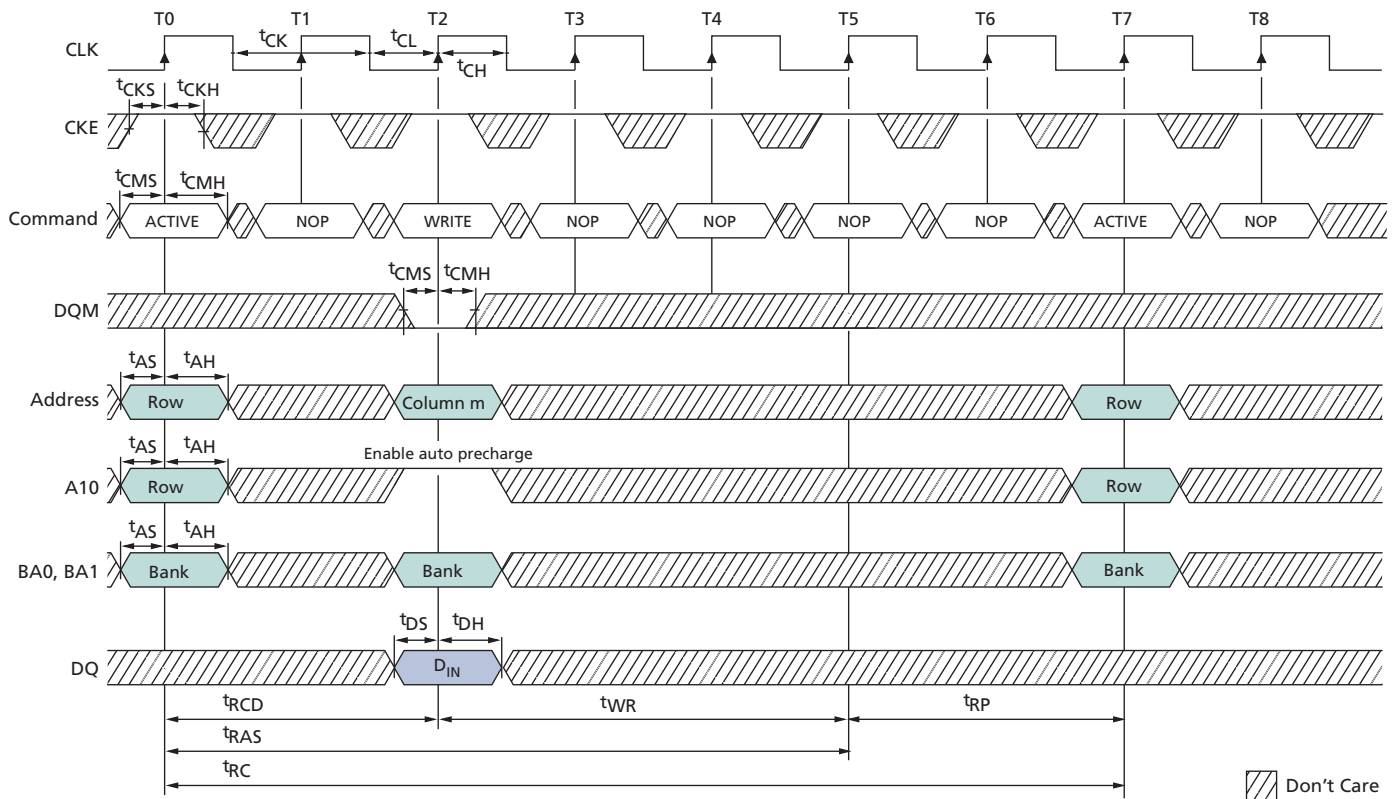 T0 T1 T2 T3 T4 T5 T6 T7 T8
CLK
tCK tCL
tCH
tCKS tCKH
CKE
tCMS tCMH
Command ACTIVE NOP WRITE NOP NOP NOP NOP ACTIVE NOP
tCMS tCMH
DQM
tAS tAH
Address Row Column m Row
tAS tAH Enable auto precharge
A10 Row Row
tAS tAH
BA0, BA1 Bank Bank Bank
tDS tDH
DQ DIN
tRCD tWR tRP
tRAS
tRC
Don't Care